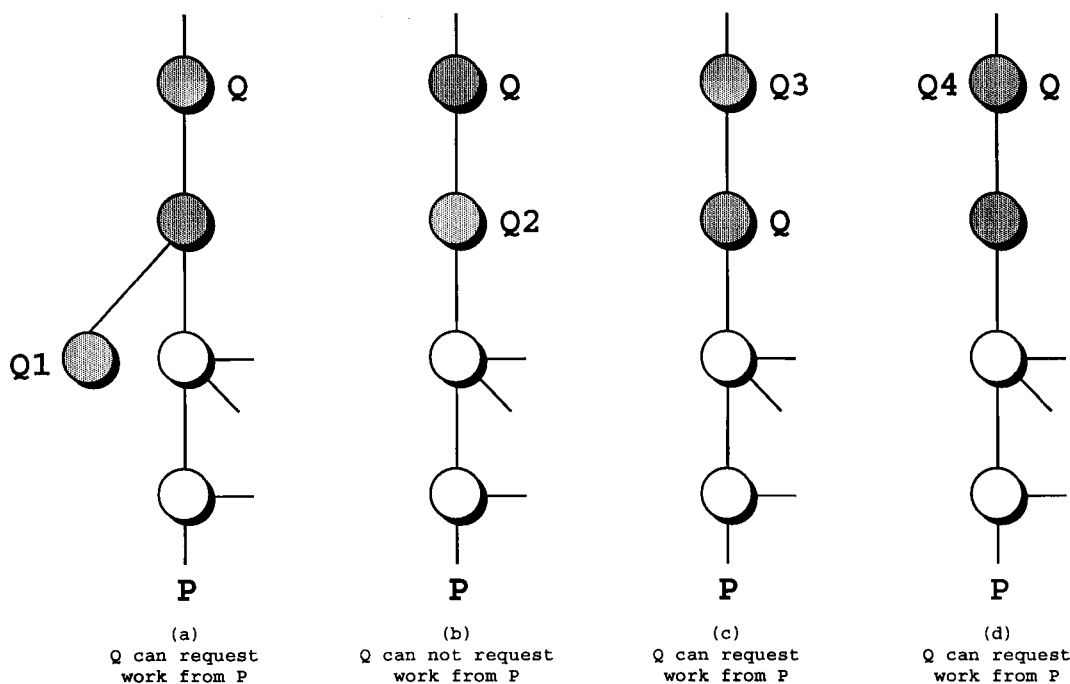 Q
Q
Q3
Q4
Q
Q2
Q
Q1
P
P
P
P
(a)
Q can request
work from P
(b)
Q can not request
work from P
(c)
Q can request
work from P
(d)
Q can request
work from P